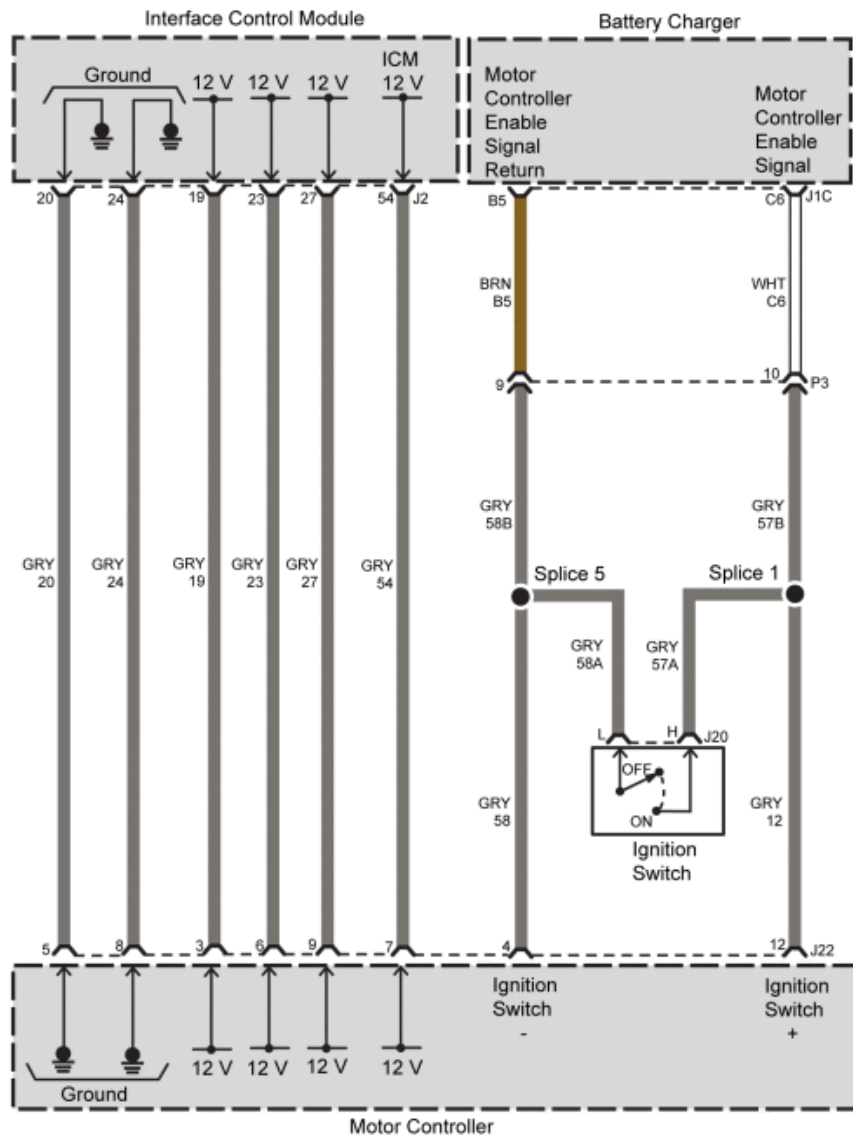 Interface Control Module
Battery Charger
Ground
12 V
12 V
12 V
ICM
12 V
Motor
Controller
Enable
Signal
Return
Motor
Controller
Enable
Signal
20
24
19
23
27
54
J2
B5
C6
J1C
BRN
B5
WHT
C6
9
10
P3
GRY
58B
GRY
57B
GRY
20
GRY
24
GRY
19
GRY
23
GRY
27
GRY
54
Splice 5
Splice 1
GRY
58A
GRY
57A
L
H
J20
OFF
ON
Ignition
Switch
GRY
58
GRY
12
5
8
3
6
9
7
4
12
J22
Ground
12 V
12 V
12 V
12 V
Ignition
Switch
-
Ignition
Switch
+
Motor Controller